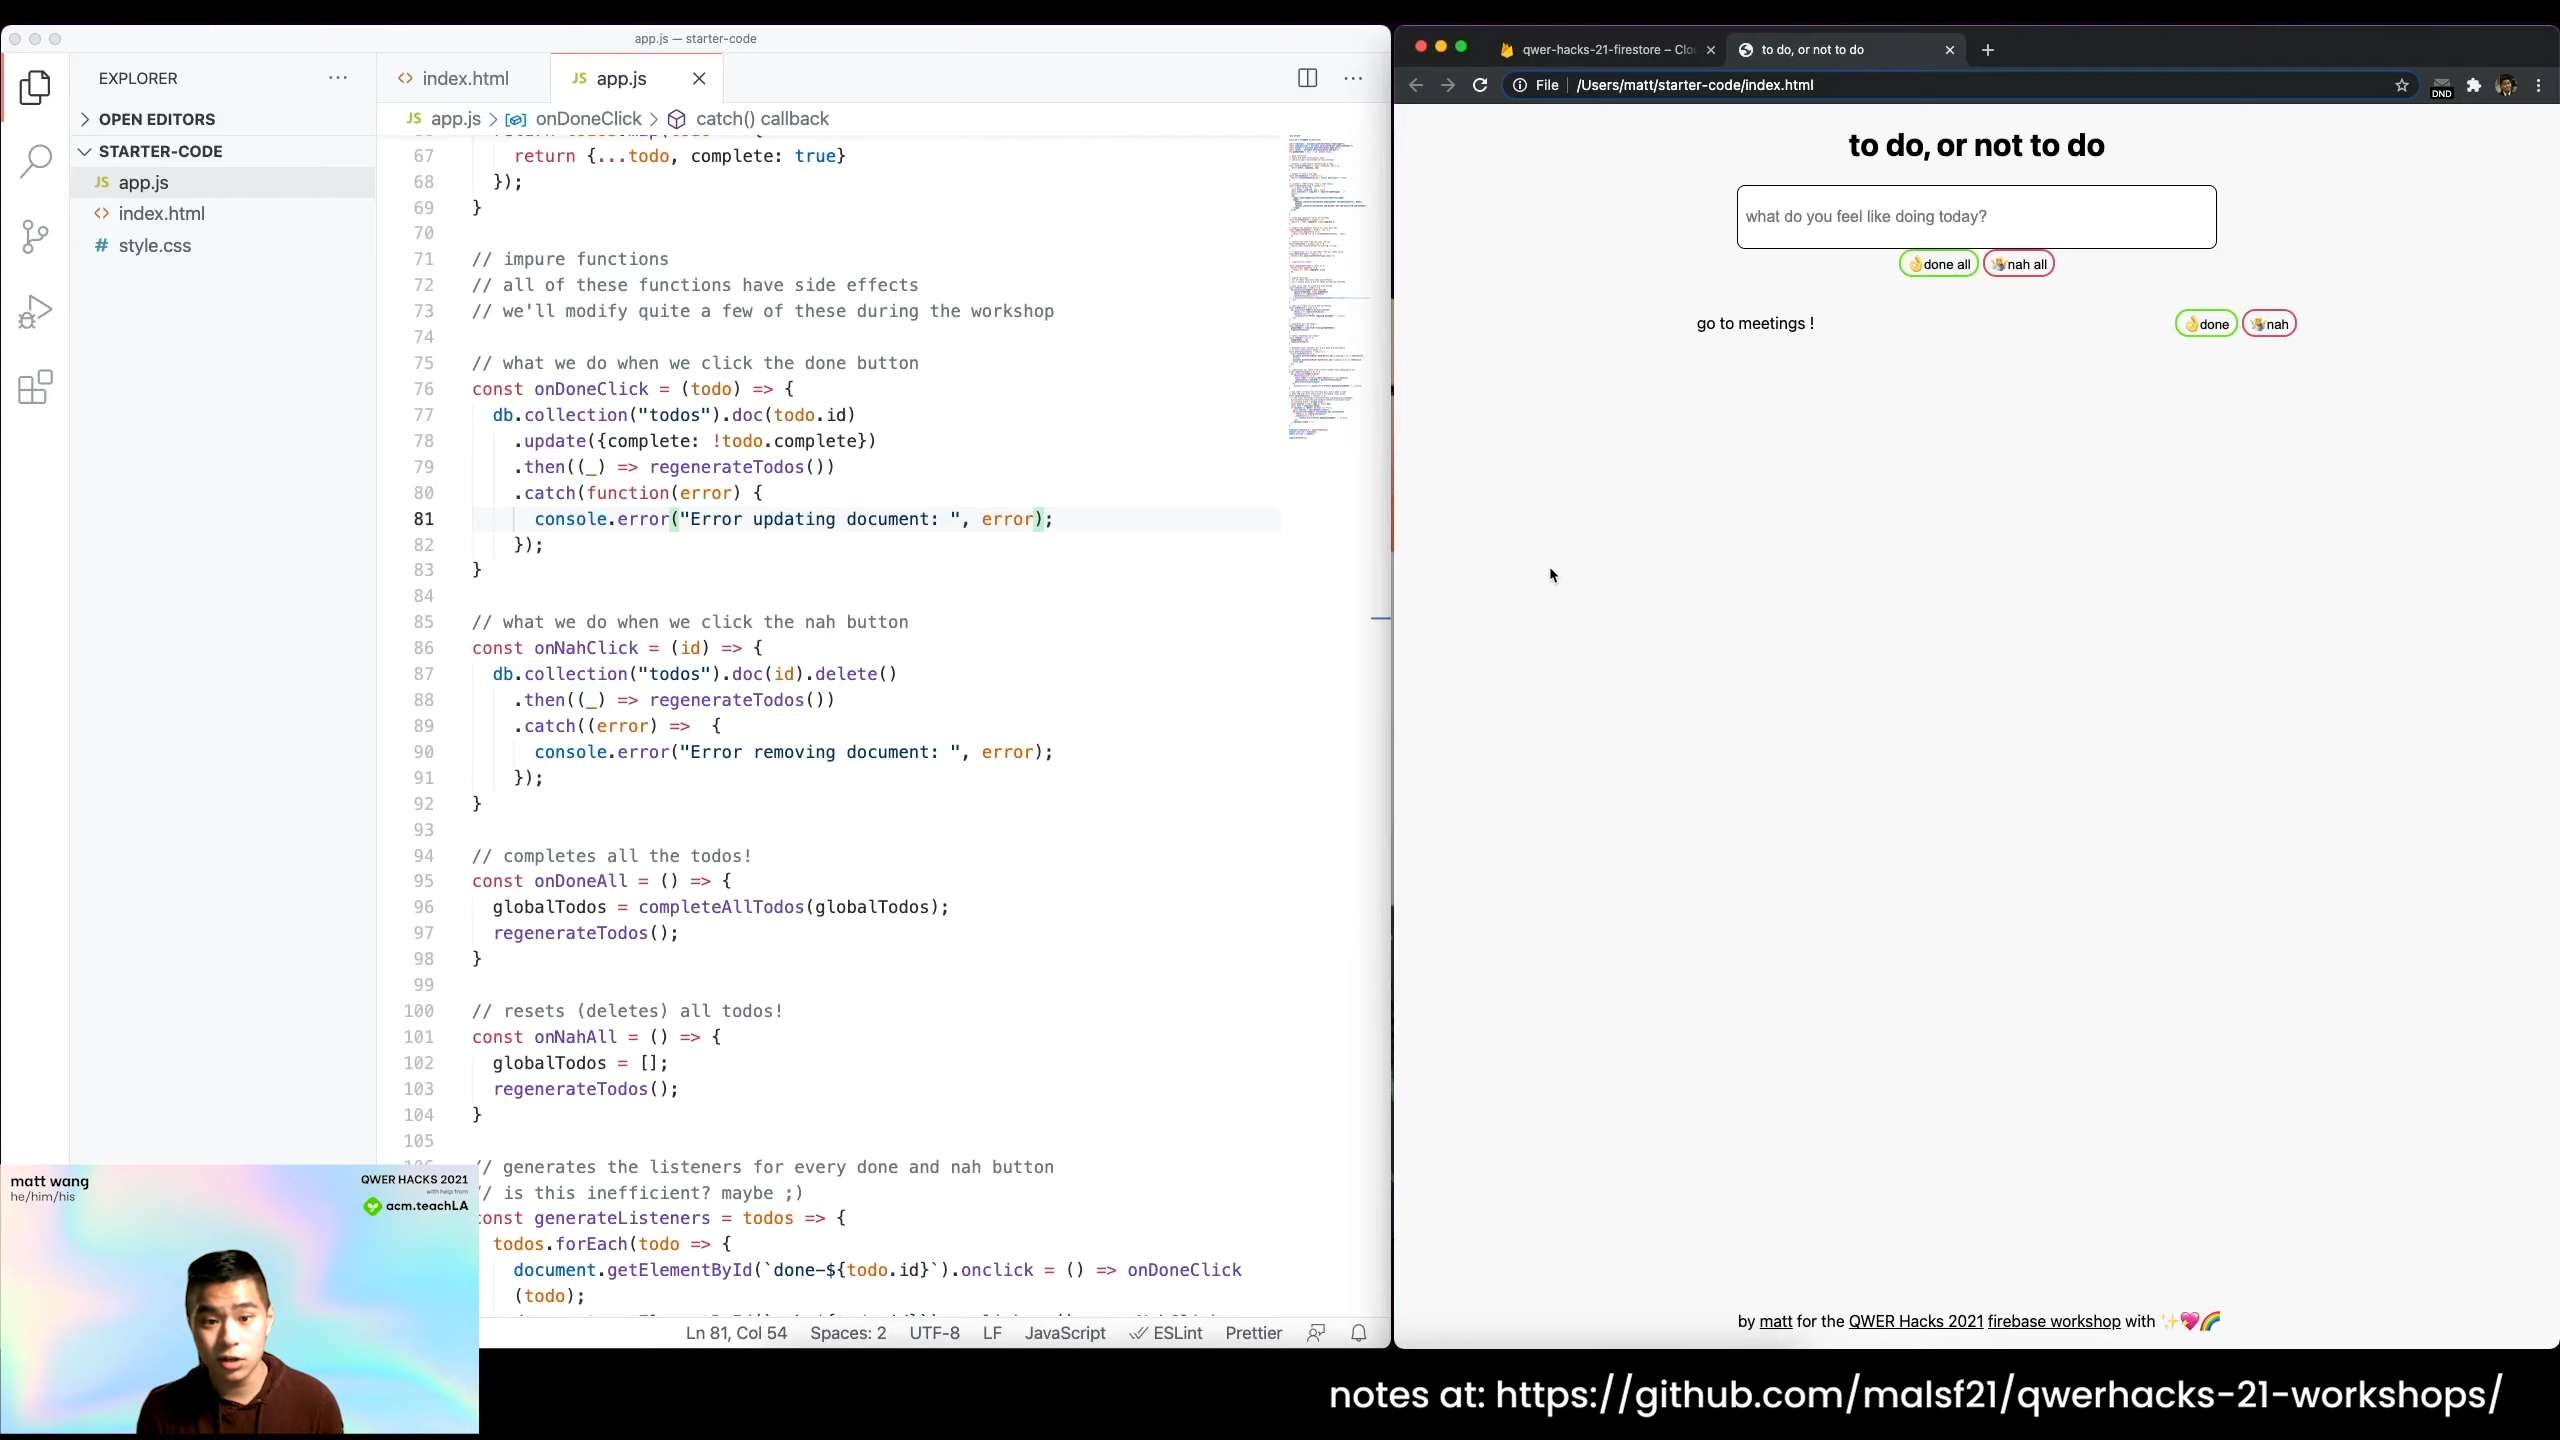 app.js — starter-code
EXPLORER
OPEN EDITORS
STARTER-CODE
JS app.js
<> index.html
# style.css
<> index.html
JS app.js
JS app.js > onDoneClick > catch() callback
67 return {...todo, complete: true}
68 });
69 }
70
71 // impure functions
72 // all of these functions have side effects
73 // we'll modify quite a few of these during the workshop
74
75 // what we do when we click the done button
76 const onDoneClick = (todo) => {
77 db.collection("todos").doc(todo.id)
78 .update({complete: !todo.complete})
79 .then((_) => regenerateTodos())
80 .catch(function(error) {
81 console.error("Error updating document: ", error);
82 });
83 }
84
85 // what we do when we click the nah button
86 const onNahClick = (id) => {
87 db.collection("todos").doc(id).delete()
88 .then((_) => regenerateTodos())
89 .catch((error) =>  {
90 console.error("Error removing document: ", error);
91 });
92 }
93
94 // completes all the todos!
95 const onDoneAll = () => {
96 globalTodos = completeAllTodos(globalTodos);
97 regenerateTodos();
98 }
99
100 // resets (deletes) all todos!
101 const onNahAll = () => {
102 globalTodos = [];
103 regenerateTodos();
104 }
105
// generates the listeners for every done and nah button
// is this inefficient? maybe ;)
const generateListeners = todos => {
todos.forEach(todo => {
document.getElementById(`done-${todo.id}`).onclick = () => onDoneClick
(todo);
Ln 81, Col 54 Spaces: 2 UTF-8 LF JavaScript ESLint Prettier
matt wang
he/him/his
QWER HACKS 2021
with help from
acm.teachLA
qwer-hacks-21-firestore – Clou
to do, or not to do
File /Users/matt/starter-code/index.html
DND
to do, or not to do
what do you feel like doing today?
👌done all
nah all
go to meetings !
👌done
nah
by matt for the QWER Hacks 2021 firebase workshop with ✨💖🌈
notes at: https://github.com/malsf21/qwerhacks-21-workshops/